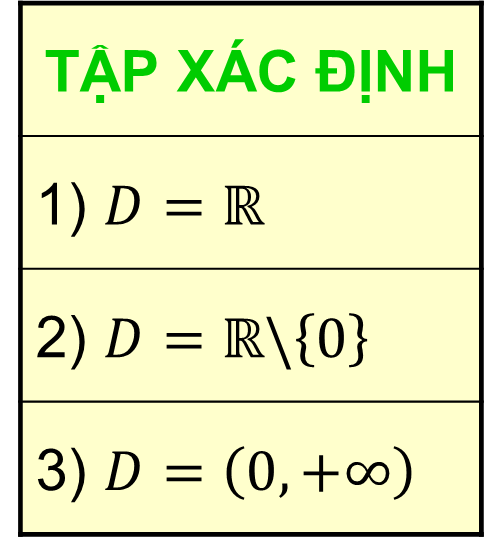 TẬP XÁC ĐỊNH
1) D = ℝ
2) D = ℝ\{0}
3) D = (0, +∞)